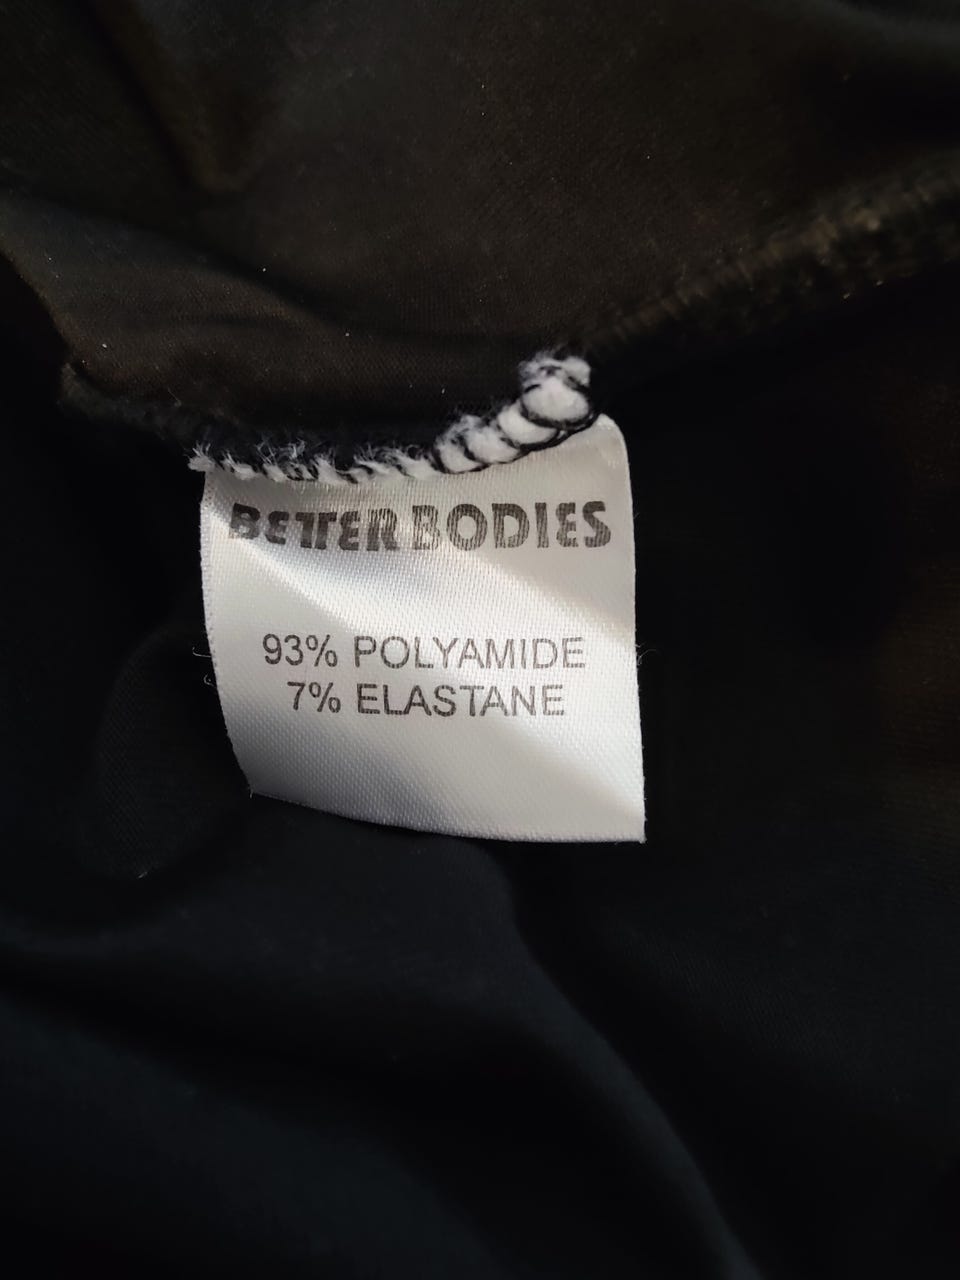 BETTER BODIES
93% POLYAMIDE
7% ELASTANE